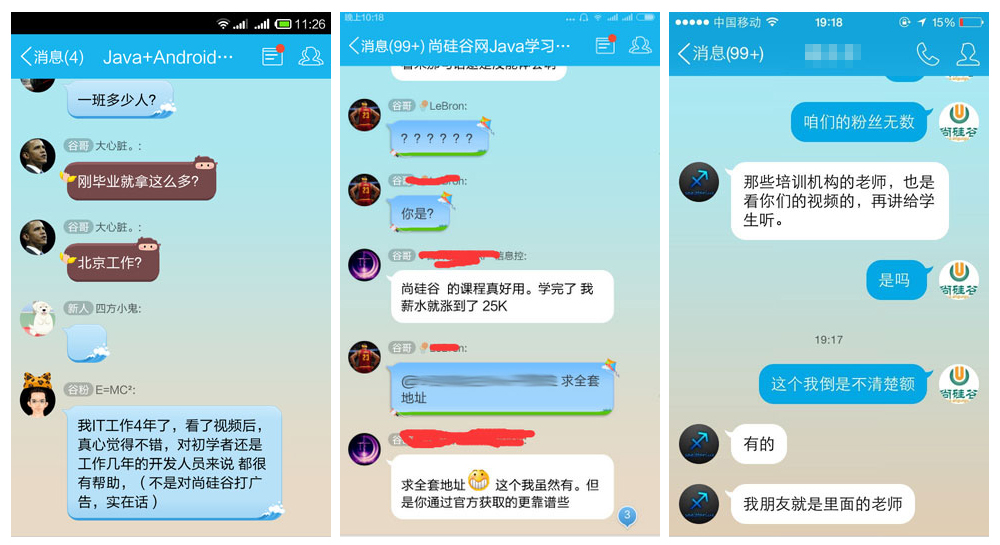 11:26
消息(4) Java+Android…
一班多少人?
谷哥 大心脏。:
刚毕业就拿这么多?
谷哥 大心脏。:
北京工作?
新人 四方小鬼:
谷粉 E=MC²:
我IT工作4年了，看了视频后，
真心觉得不错，对初学者还是
工作几年的开发人员来说 都很
有帮助，（不是对尚硅谷打广
告，实在话）
晚上10:18
消息(99+) 尚硅谷网Java学习…
谷哥 LeBron:
? ? ? ? ? ?
谷哥
你是?
谷哥 信息控:
尚硅谷 的课程真好用。学完了 我
薪水就涨到了 25K
谷哥
@ 求全套
地址
求全套地址 这个我虽然有。但
是你通过官方获取的更靠谱些
3
中国移动 19:18 15%
消息(99+)
咱们的粉丝无数
尚硅谷
那些培训机构的老师，也是
看你们的视频的，再讲给学
生听。
是吗
尚硅谷
19:17
这个我倒是不清楚额
尚硅谷
有的
我朋友就是里面的老师